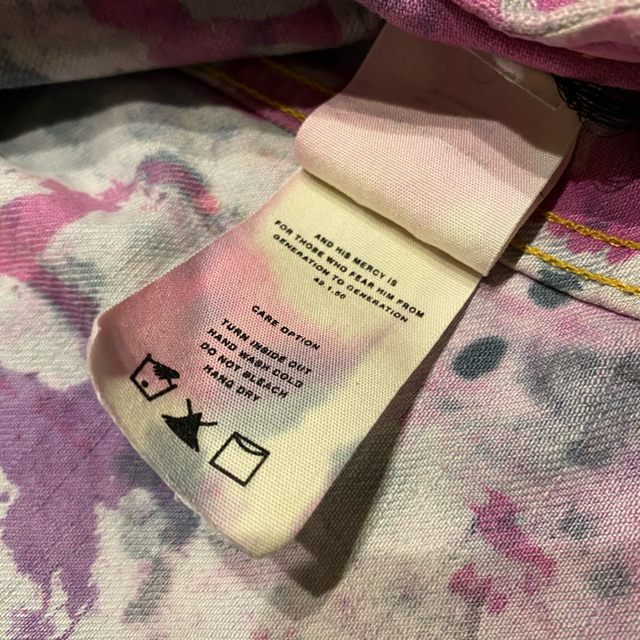 AND HIS MERCY IS
FOR THOSE WHO FEAR HIM FROM
GENERATION TO GENERATION
42 1.50
CARE OPTION
TURN INSIDE OUT
HAND WASH COLD
DO NOT BLEACH
HANG DRY